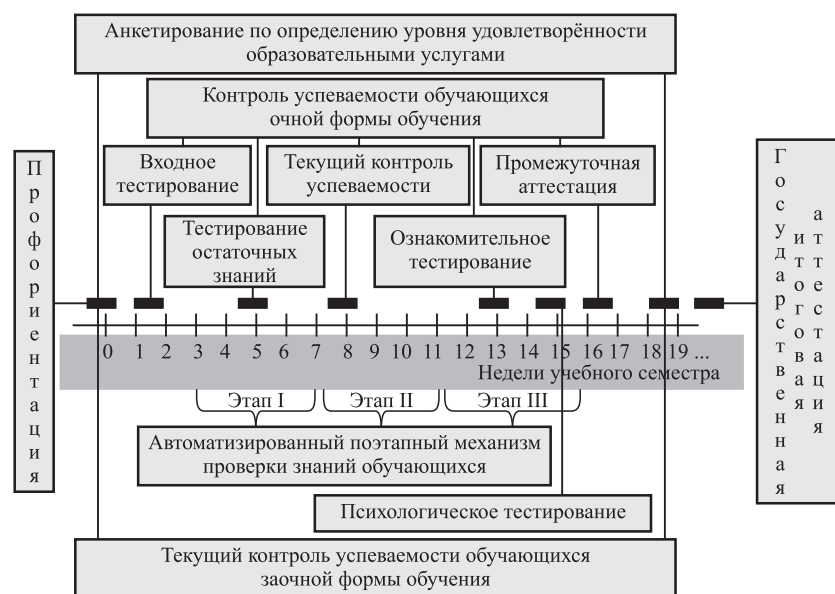 Анкетирование по определению уровня удовлетворённости
образовательными услугами
Контроль успеваемости обучающихся
очной формы обучения
Входное
тестирование
Текущий контроль
успеваемости
Промежуточная
аттестация
Тестирование
остаточных
знаний
Ознакомительное
тестирование
Профориентация
Государственная
итоговая
аттестация
0 1 2 3 4 5 6 7 8 9 10 11 12 13 14 15 16 17 18 19 ...
Недели учебного семестра
Этап I Этап II Этап III
Автоматизированный поэтапный механизм
проверки знаний обучающихся
Психологическое тестирование
Текущий контроль успеваемости обучающихся
заочной формы обучения